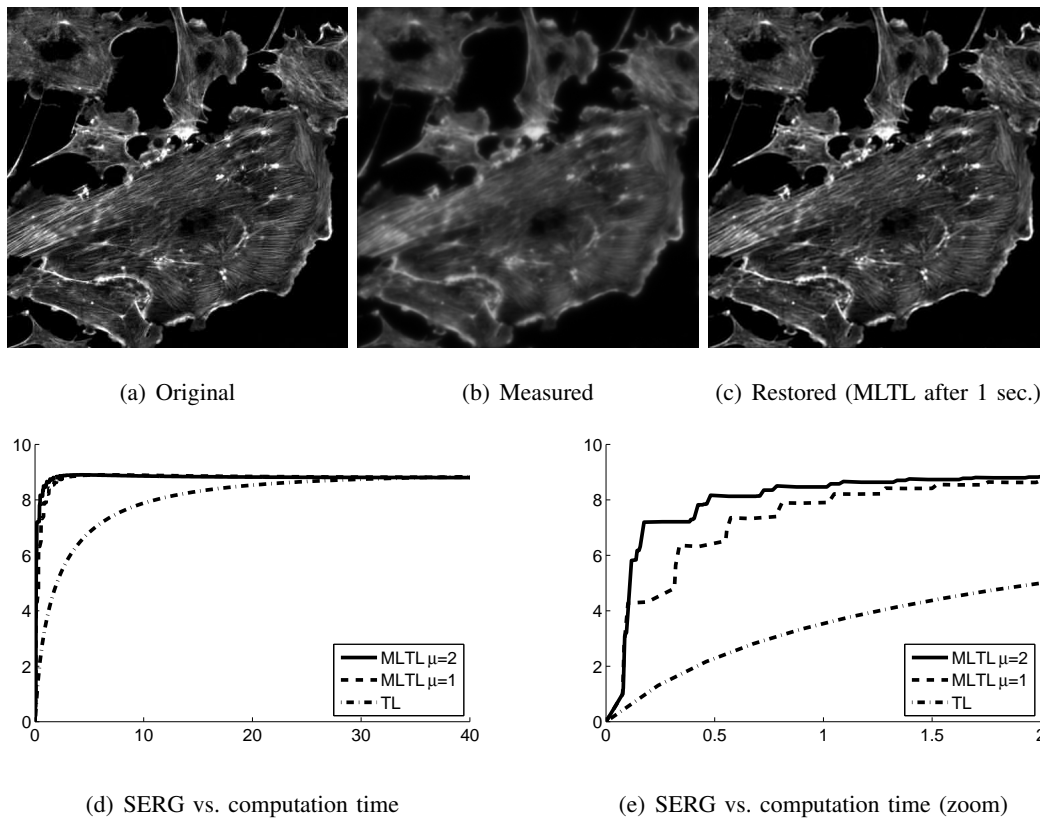 (a) Original
(b) Measured
(c) Restored (MLTL after 1 sec.)
10
8
6
4
2
0
0
10
20
30
40
MLTL μ=2
MLTL μ=1
TL
10
8
6
4
2
0
0
0.5
1
1.5
2
MLTL μ=2
MLTL μ=1
TL
(d) SERG vs. computation time
(e) SERG vs. computation time (zoom)